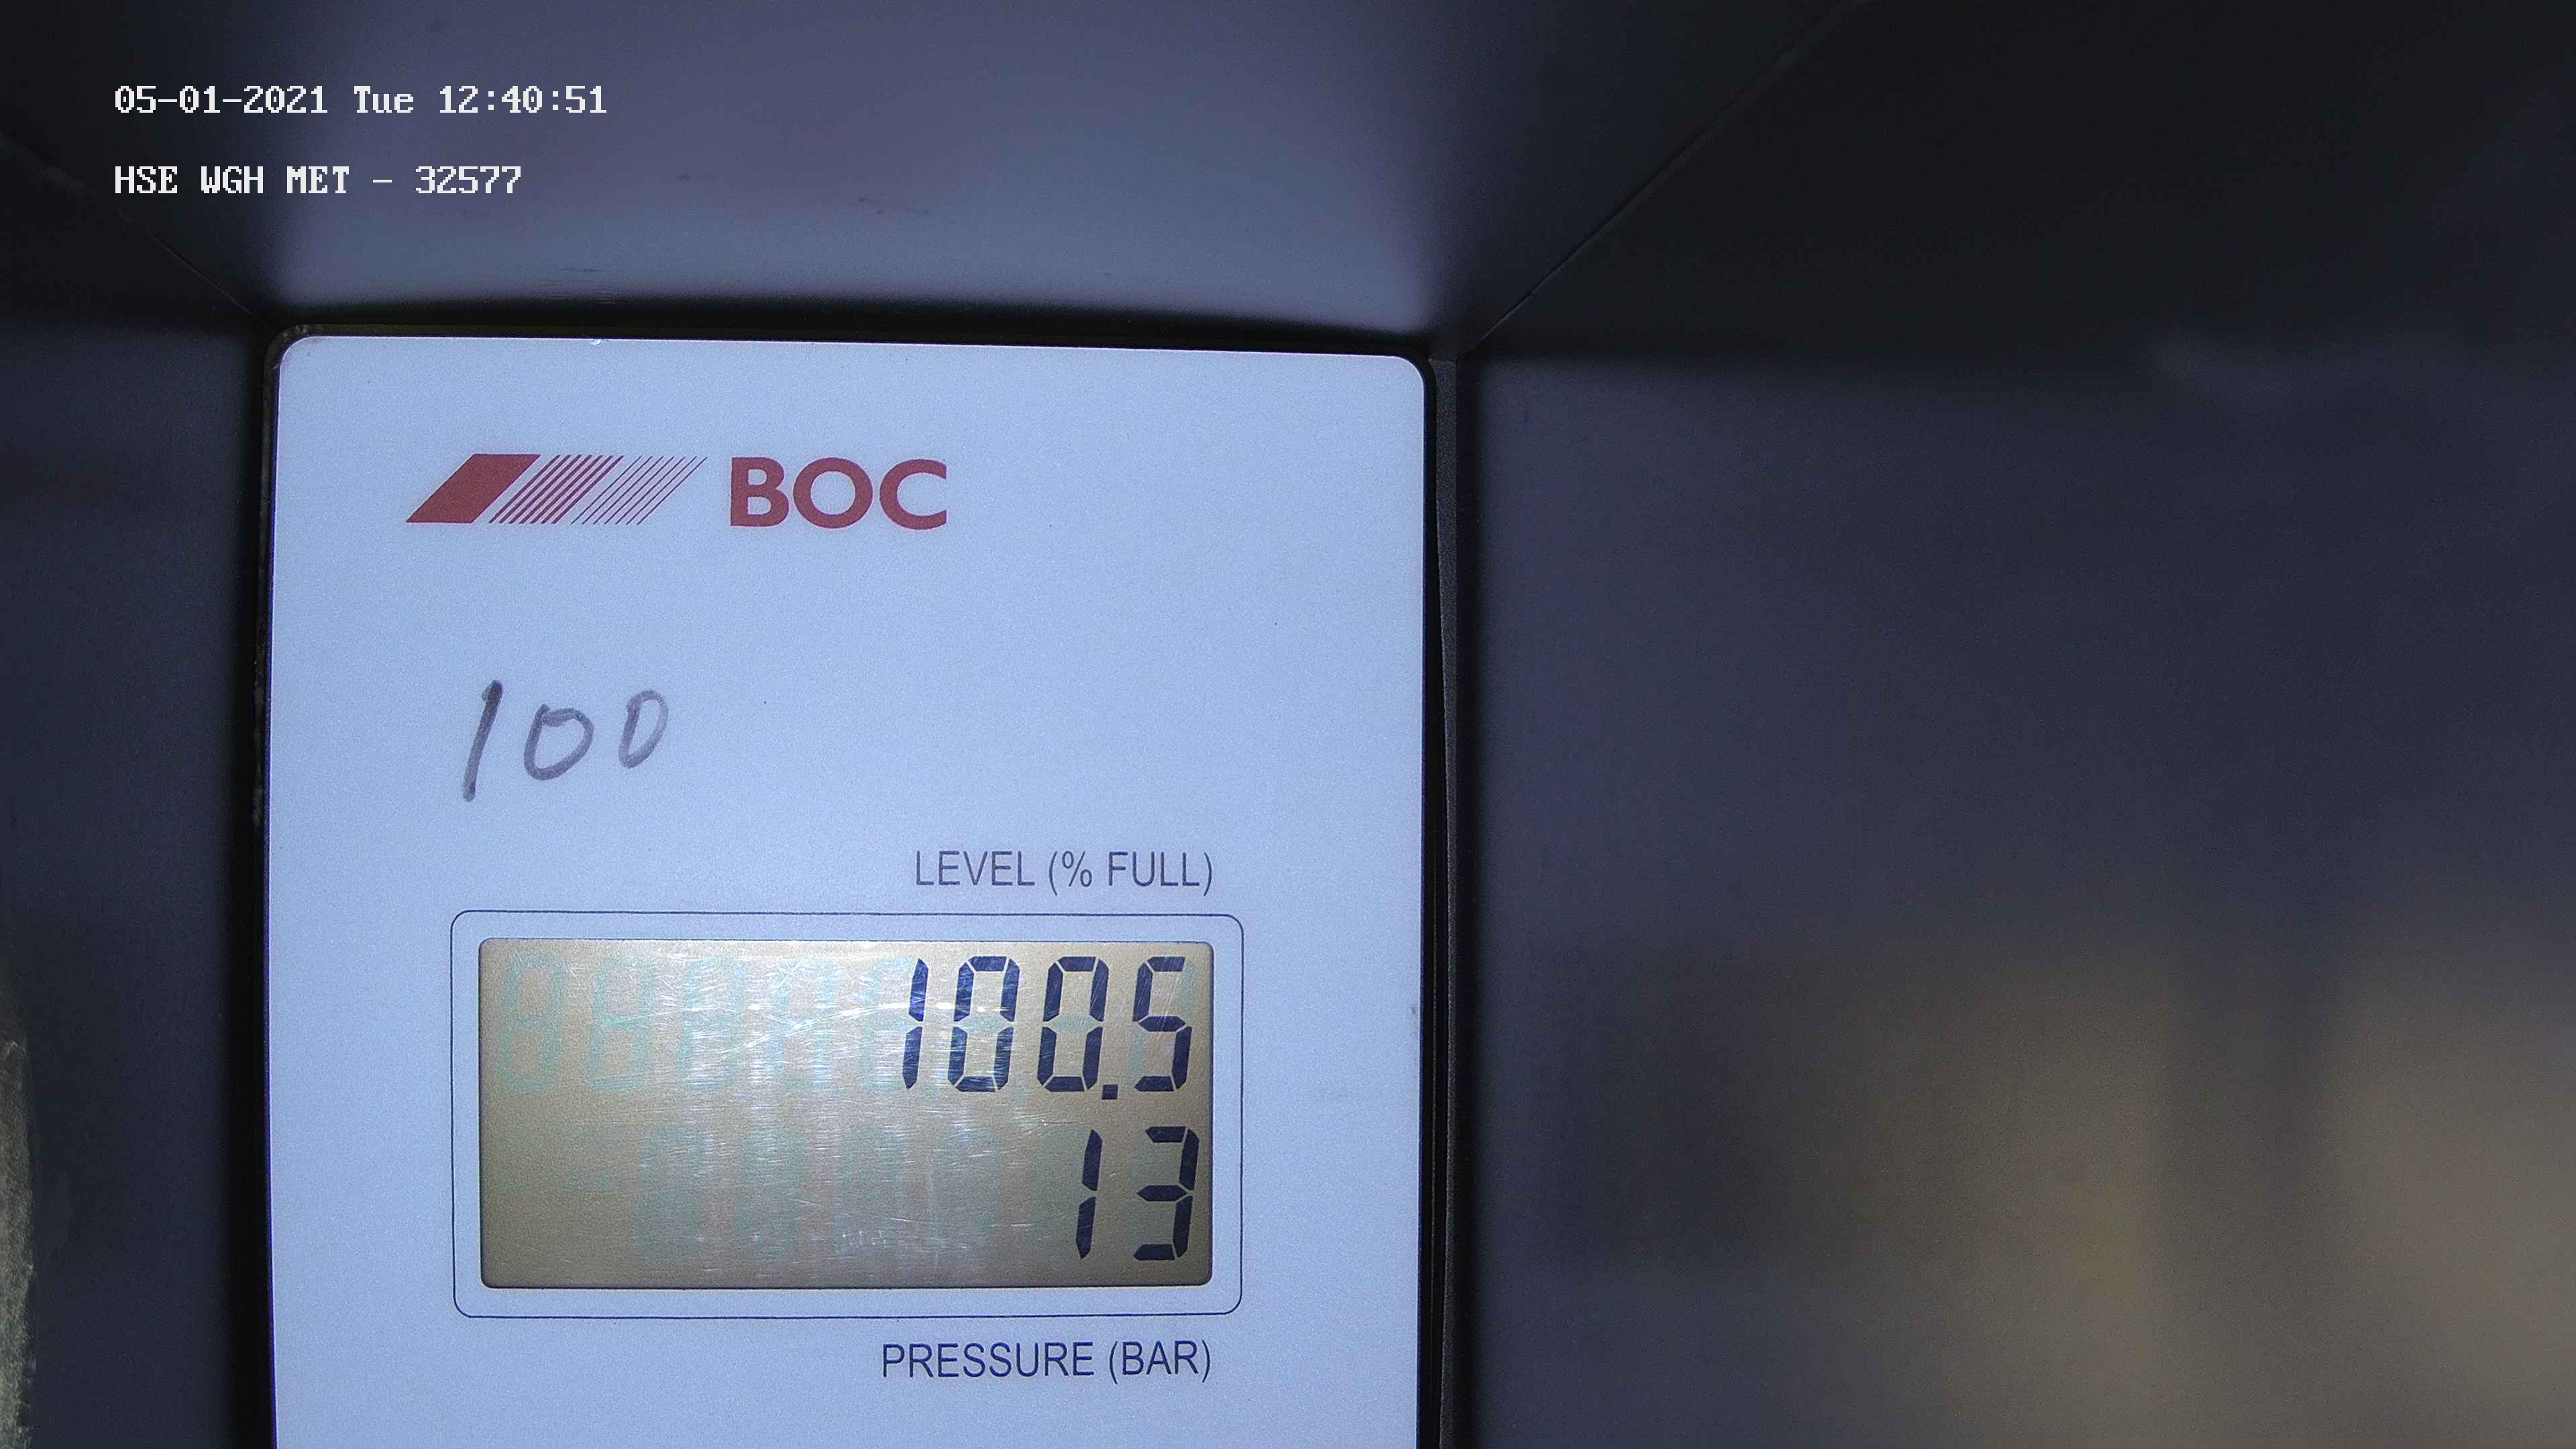 05-01-2021 Tue 12:40:51
HSE WGH MET - 32577
BOC
100
LEVEL (% FULL)
100.5
13
PRESSURE (BAR)